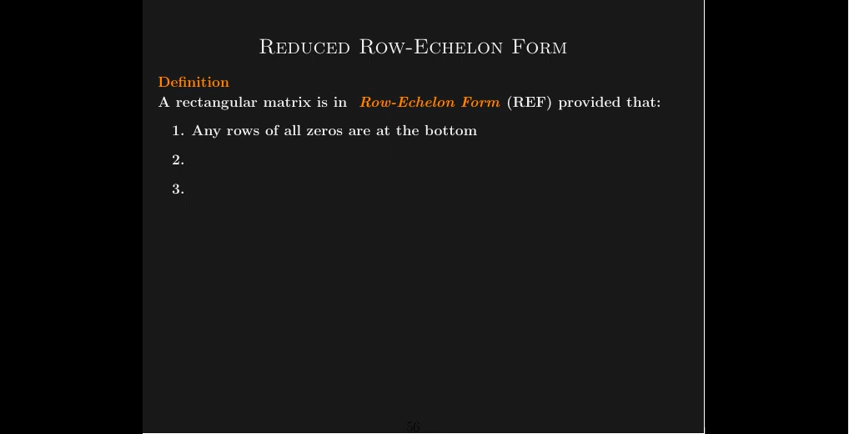 Reduced Row-Echelon Form
Definition
A rectangular matrix is in Row-Echelon Form (REF) provided that:
1. Any rows of all zeros are at the bottom
2.
3.
56